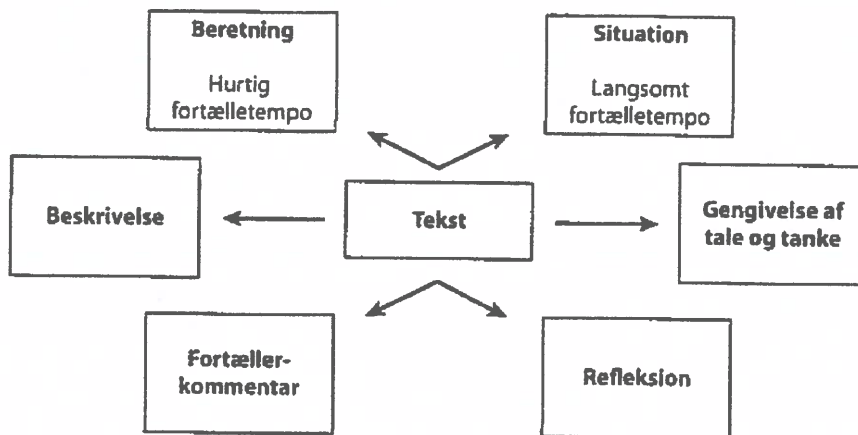 Beretning
Hurtig
fortælletempo
Situation
Langsomt
fortælletempo
Beskrivelse
Tekst
Gengivelse af
tale og tanke
Fortæller-
kommentar
Refleksion